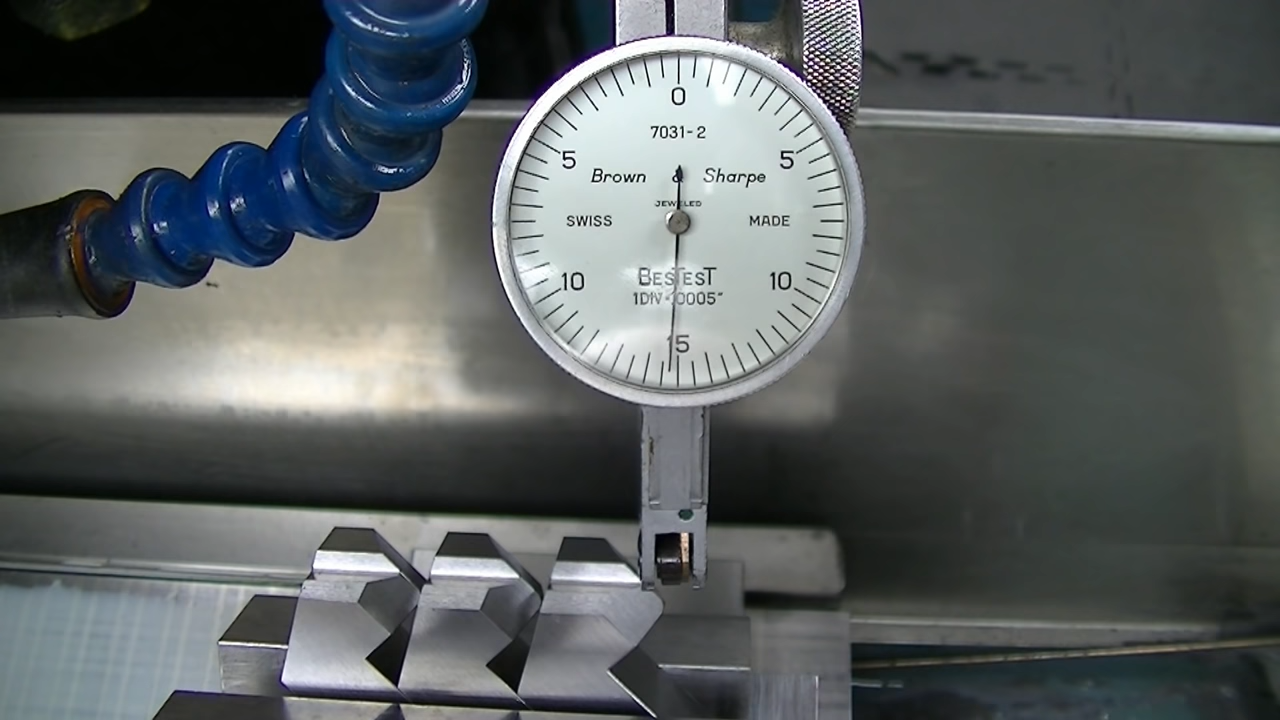 0
7031-2
5 5
Brown & Sharpe
JEWELED
SWISS MADE
BESTEST
10 10
1DIV=.0005"
15